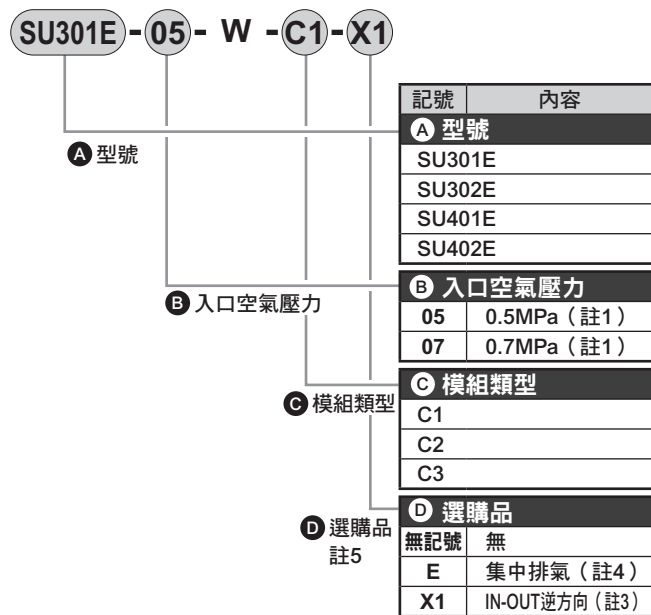 SU301E-05-W-C1-X1
A 型號
B 入口空氣壓力
C 模組類型
D 選購品
註5
記號 內容
A 型號
SU301E
SU302E
SU401E
SU402E
B 入口空氣壓力
05 0.5MPa（註1）
07 0.7MPa（註1）
C 模組類型
C1
C2
C3
D 選購品
無記號 無
E 集中排氣（註4）
X1 IN-OUT逆方向（註3）